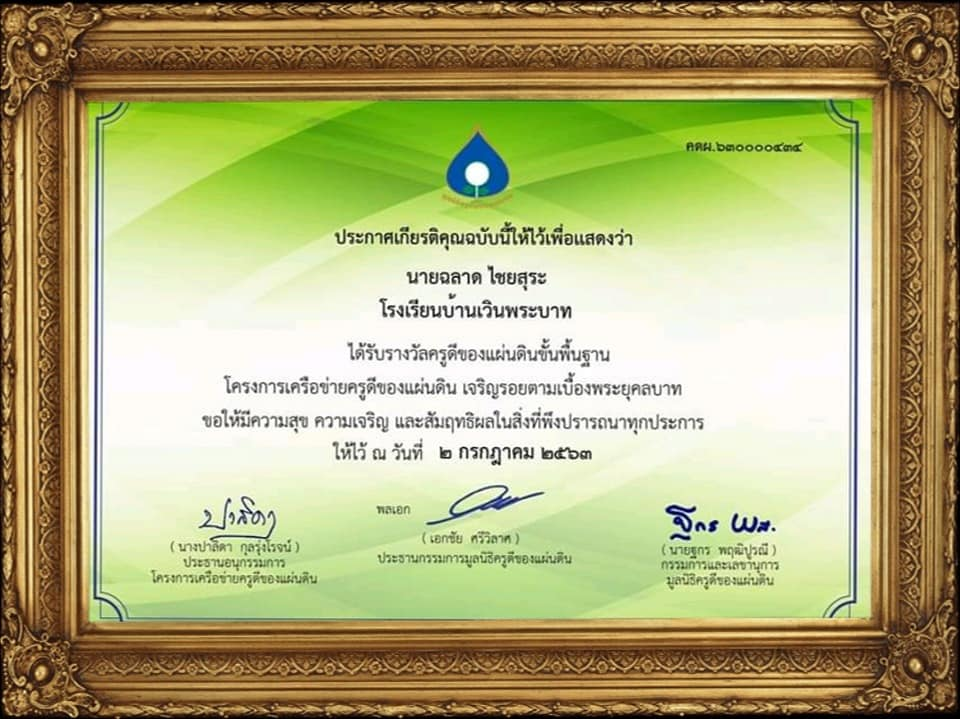 คดผ.๖๓๐๐๐๐๔๓๔
ประกาศเกียรติคุณฉบับนี้ให้ไว้เพื่อแสดงว่า
นายฉลาด ไชยสุระ
โรงเรียนบ้านเวินพระบาท
ได้รับรางวัลครูดีของแผ่นดินขั้นพื้นฐาน
โครงการเครือข่ายครูดีของแผ่นดิน เจริญรอยตามเบื้องพระยุคลบาท
ขอให้มีความสุข ความเจริญ และสัมฤทธิผลในสิ่งที่พึงปรารถนาทุกประการ
ให้ไว้ ณ วันที่ ๒ กรกฎาคม ๒๕๖๓
ปาลิดา
( นางปาลิดา กุลรุ่งโรจน์ )
ประธานอนุกรรมการ
โครงการเครือข่ายครูดีของแผ่นดิน
พลเอก
( เอกชัย ศรีวิลาศ )
ประธานกรรมการมูลนิธิครูดีของแผ่นดิน
ฐกร
( นายฐกร พฤฒิปูรณี )
กรรมการและเลขานุการ
มูลนิธิครูดีของแผ่นดิน